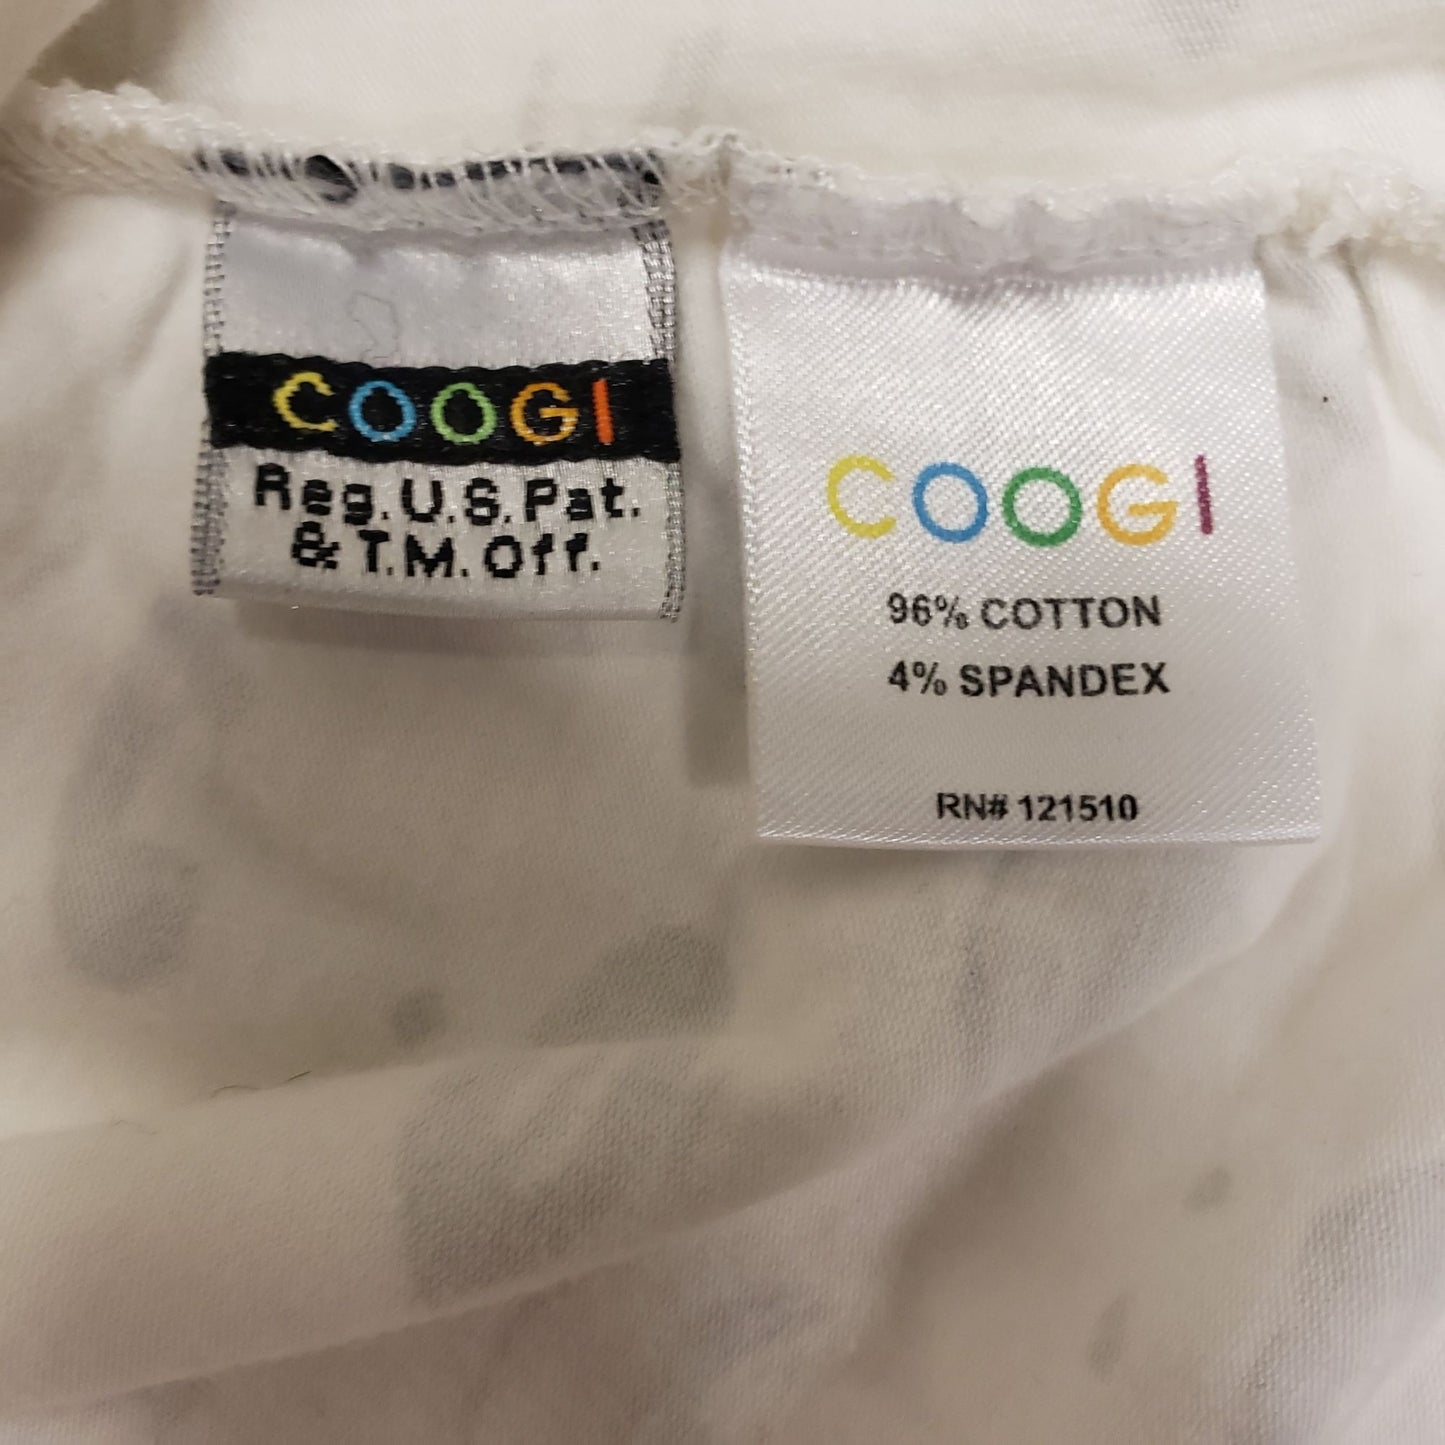 COOGI
Reg. U.S. Pat.
& T.M. Off.
COOGI
96% COTTON
4% SPANDEX
RN# 121510